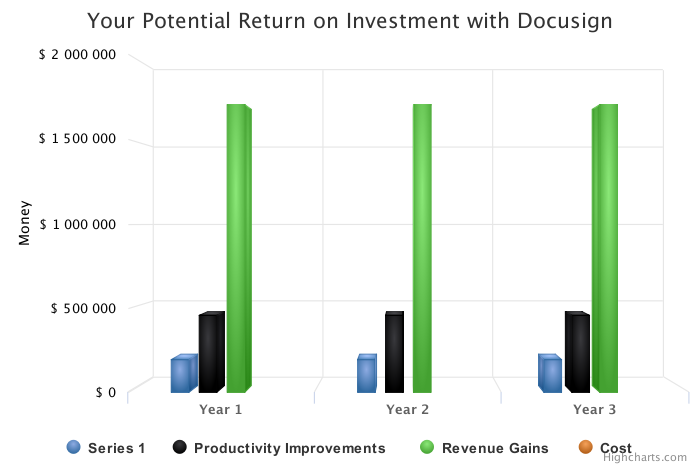 Your Potential Return on Investment with Docusign
$ 2 000 000
$ 1 500 000
$ 1 000 000
$ 500 000
$ 0
Money
Year 1
Year 2
Year 3
Series 1
Productivity Improvements
Revenue Gains
Cost
Highcharts.com